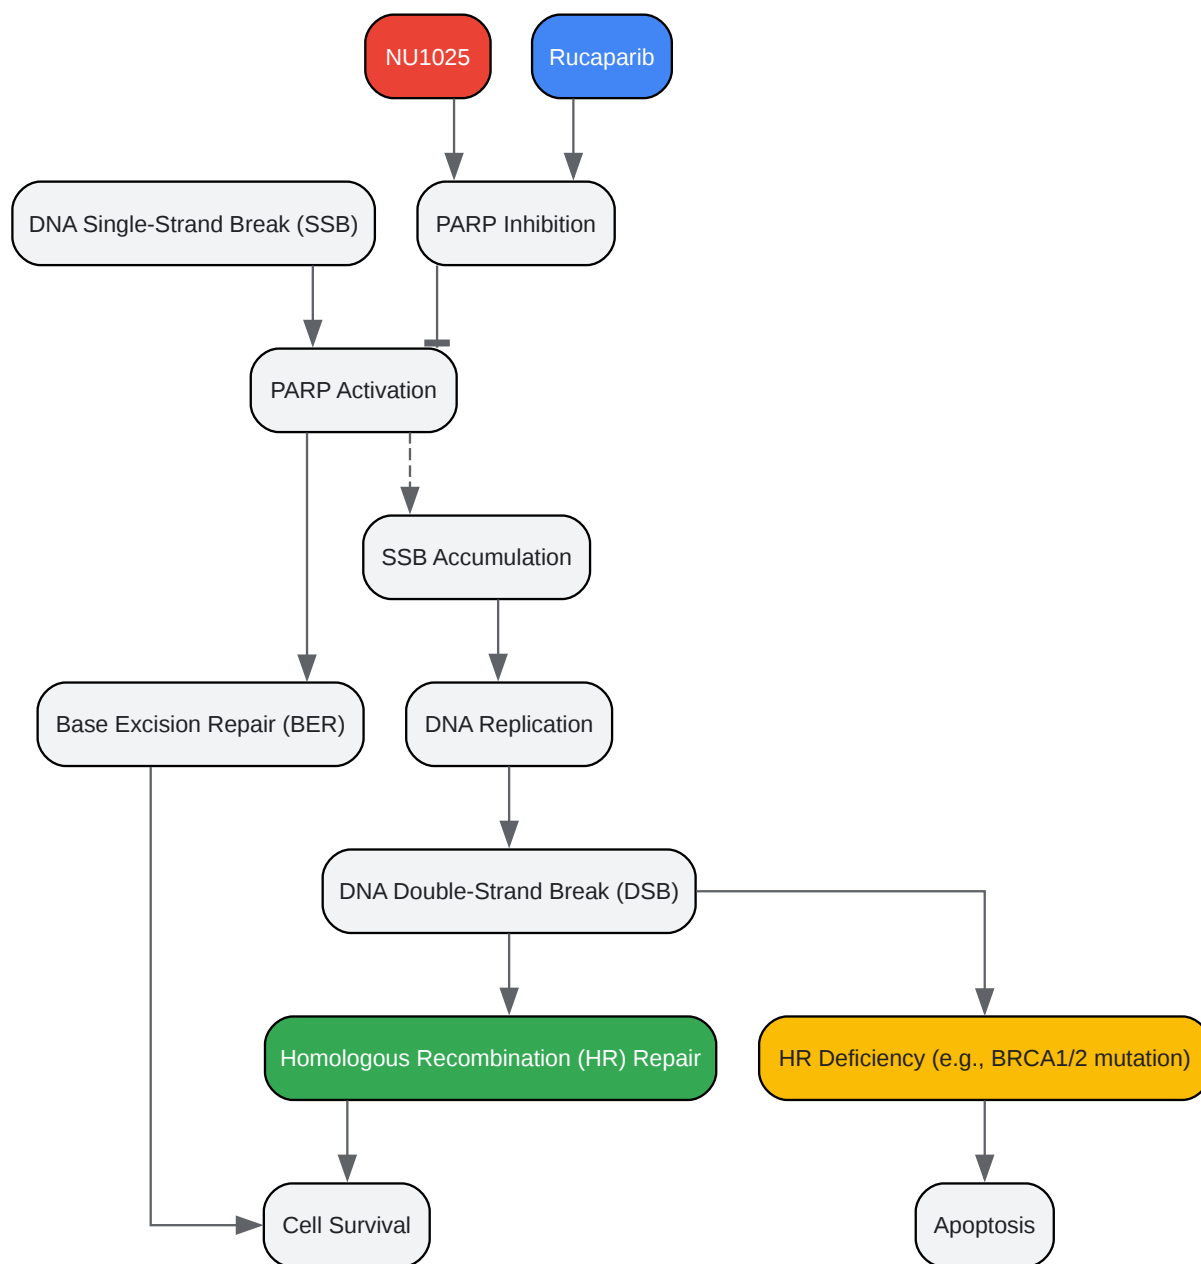 NU1025
Rucaparib
DNA Single-Strand Break (SSB)
PARP Inhibition
PARP Activation
SSB Accumulation
Base Excision Repair (BER)
DNA Replication
DNA Double-Strand Break (DSB)
Homologous Recombination (HR) Repair
HR Deficiency (e.g., BRCA1/2 mutation)
Cell Survival
Apoptosis